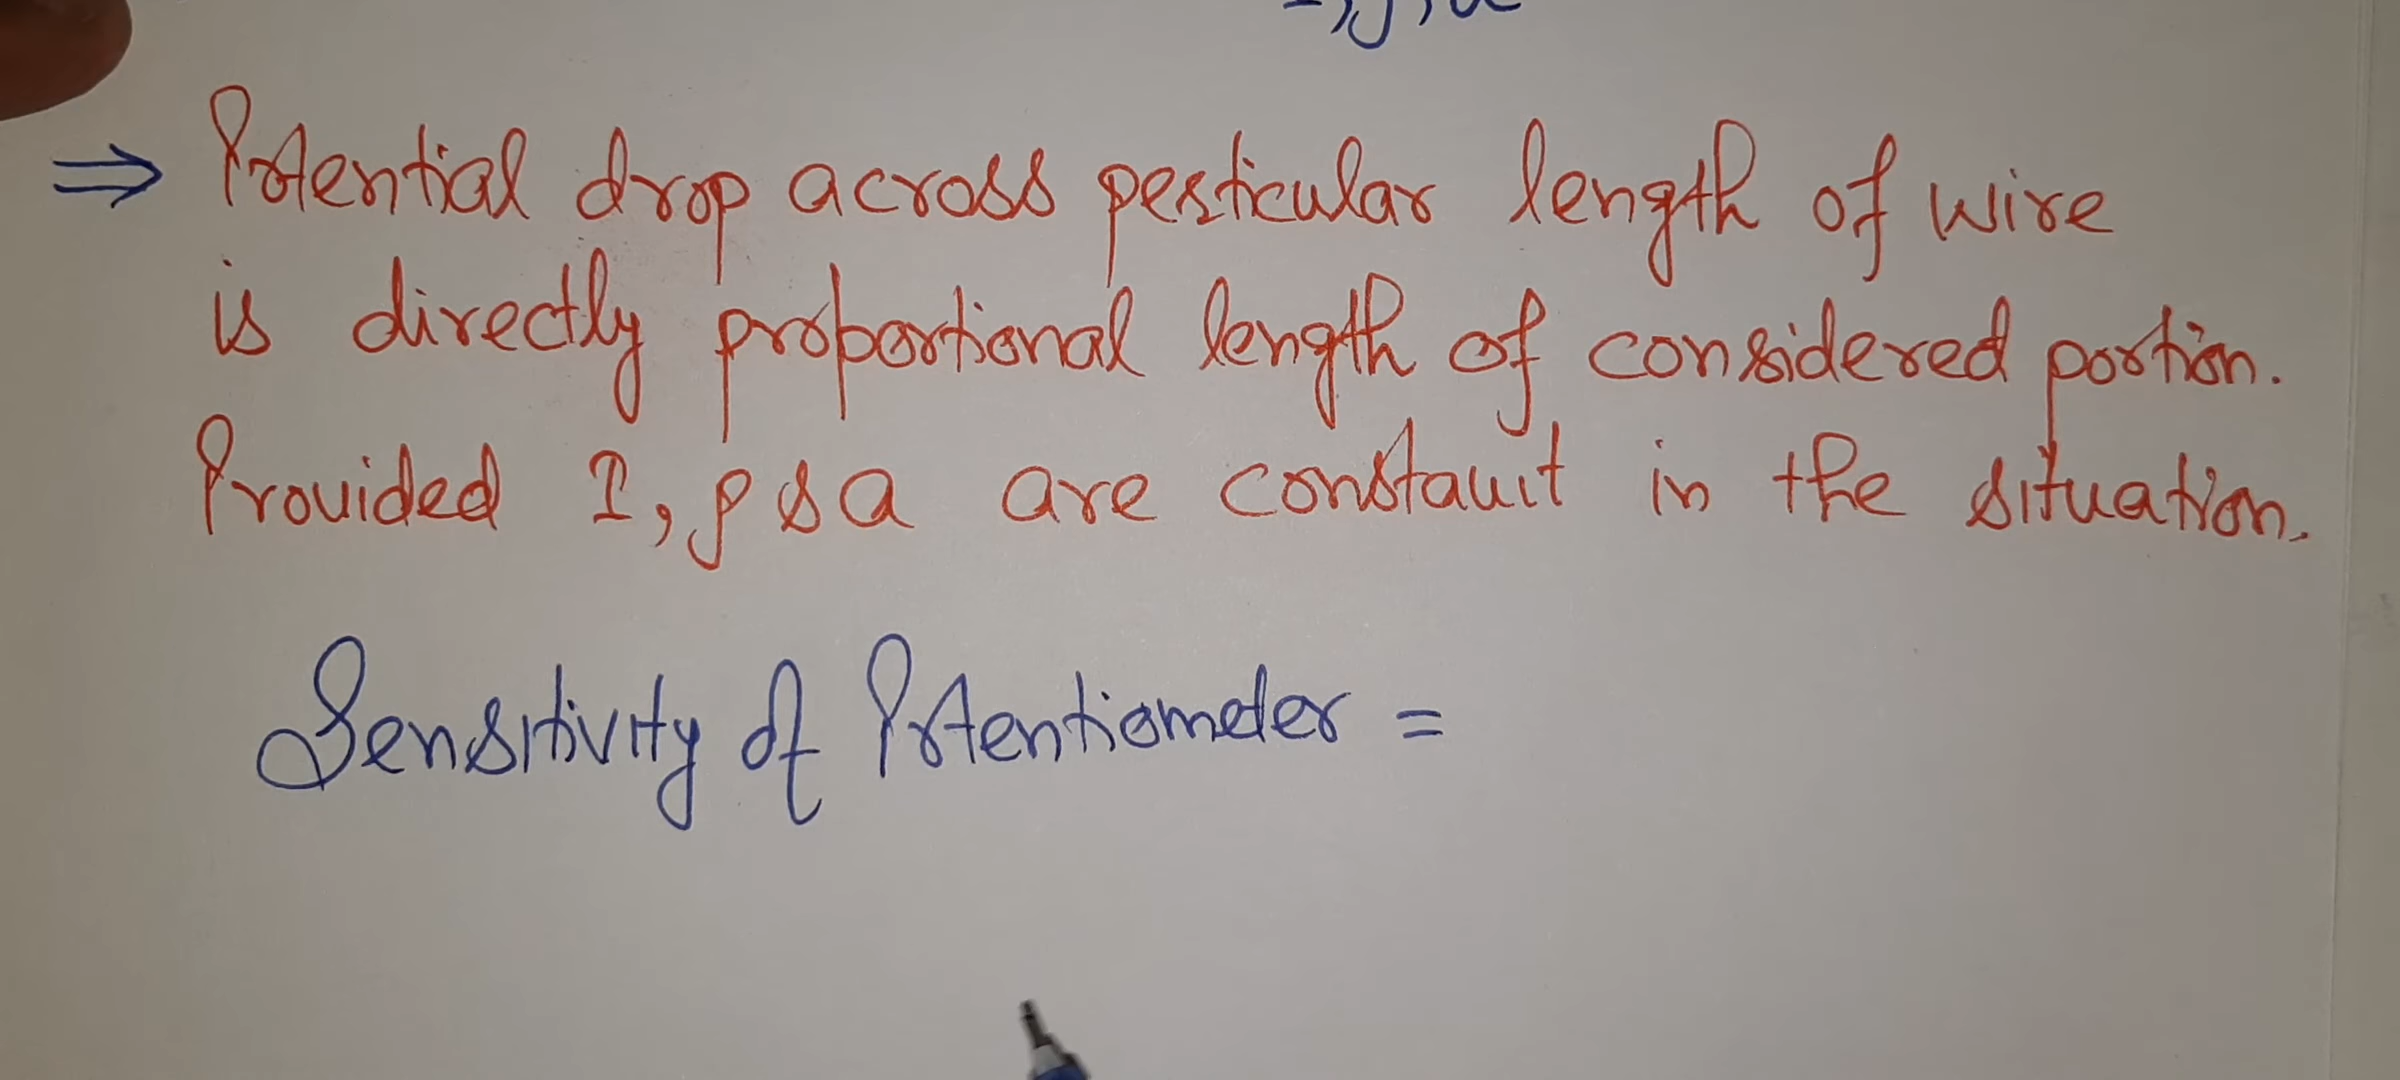 ⇒ Potential drop across perticular length of wire
is directly proportional length of considered portion.
Provided I, ρ & a are constant in the situation.
Sensitivity of Potentiometer =